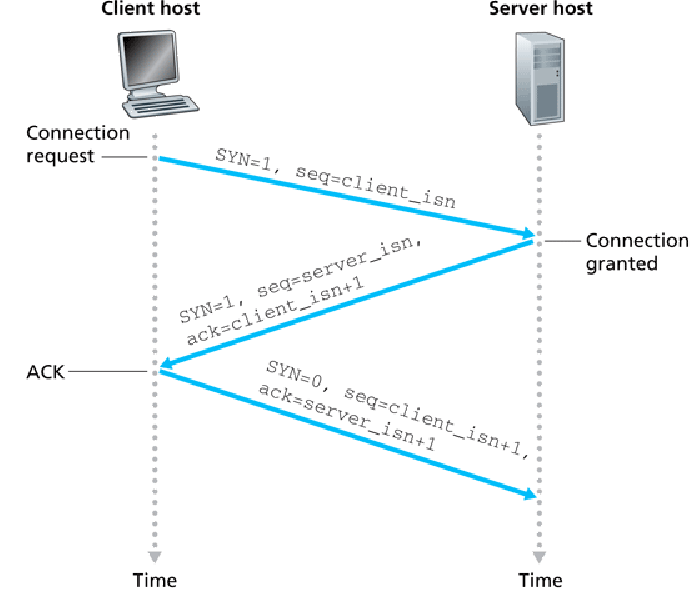 Client host
Server host
Connection
request
SYN=1, seq=client_isn
Connection
granted
SYN=1, seq=server_isn,
ack=client_isn+1
ACK
SYN=0, seq=client_isn+1,
ack=server_isn+1
Time
Time